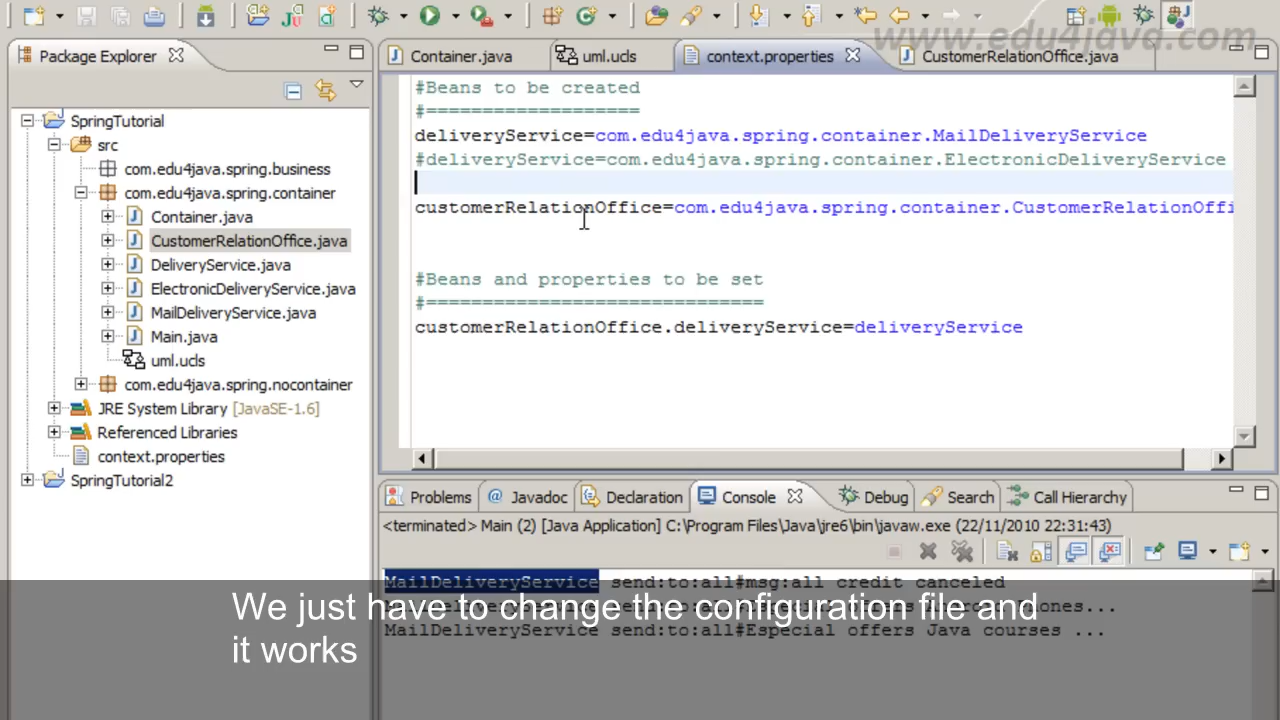 www.edu4java.com
Package Explorer
Container.java
uml.ucls
context.properties
CustomerRelationOffice.java
SpringTutorial
src
com.edu4java.spring.business
com.edu4java.spring.container
Container.java
CustomerRelationOffice.java
DeliveryService.java
ElectronicDeliveryService.java
MailDeliveryService.java
Main.java
uml.ucls
com.edu4java.spring.nocontainer
JRE System Library [JavaSE-1.6]
Referenced Libraries
context.properties
SpringTutorial2
#Beans to be created
#===================
deliveryService=com.edu4java.spring.container.MailDeliveryService
#deliveryService=com.edu4java.spring.container.ElectronicDeliveryService
customerRelationOffice=com.edu4java.spring.container.CustomerRelationOffi
#Beans and properties to be set
#==============================
customerRelationOffice.deliveryService=deliveryService
Problems
Javadoc
Declaration
Console
Debug
Search
Call Hierarchy
<terminated> Main (2) [Java Application] C:\Program Files\Java\jre6\bin\javaw.exe (22/11/2010 22:31:43)
MailDeliveryService send:to:all#msg:all credit canceled
MailDeliveryService send:to:all#Especial offers Java courses ...
We just have to change the configuration file and
it works